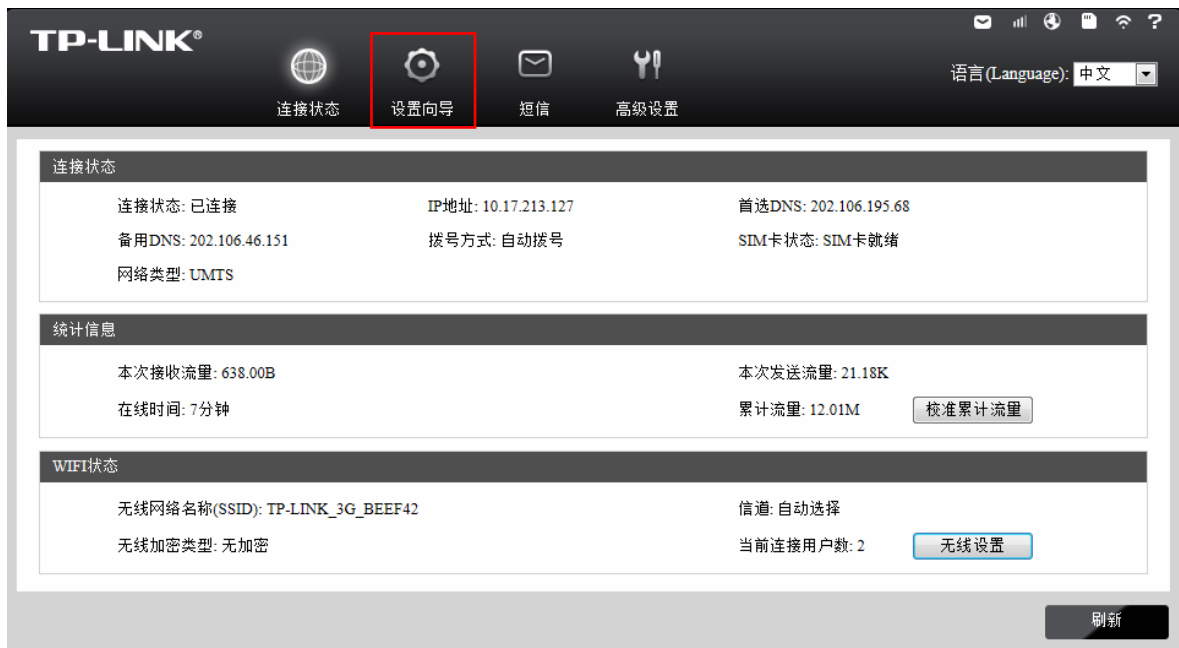 TP-LINK®
语言(Language): 中文
连接状态 设置向导 短信 高级设置
连接状态
连接状态: 已连接 IP地址: 10.17.213.127 首选DNS: 202.106.195.68
备用DNS: 202.106.46.151 拨号方式: 自动拨号 SIM卡状态: SIM卡就绪
网络类型: UMTS
统计信息
本次接收流量: 638.00B 本次发送流量: 21.18K
在线时间: 7分钟 累计流量: 12.01M 校准累计流量
WIFI状态
无线网络名称(SSID): TP-LINK_3G_BEEF42 信道: 自动选择
无线加密类型: 无加密 当前连接用户数: 2 无线设置
刷新